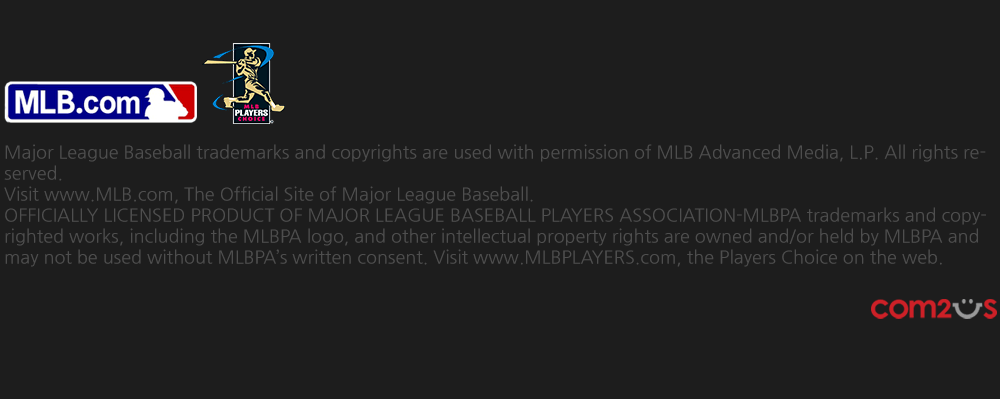 MLB.com
MLB
PLAYERS
CHOICE
Major League Baseball trademarks and copyrights are used with permission of MLB Advanced Media, L.P. All rights re-
served.
Visit www.MLB.com, The Official Site of Major League Baseball.
OFFICIALLY LICENSED PRODUCT OF MAJOR LEAGUE BASEBALL PLAYERS ASSOCIATION-MLBPA trademarks and copy-
righted works, including the MLBPA logo, and other intellectual property rights are owned and/or held by MLBPA and
may not be used without MLBPA's written consent. Visit www.MLBPLAYERS.com, the Players Choice on the web.
com2us